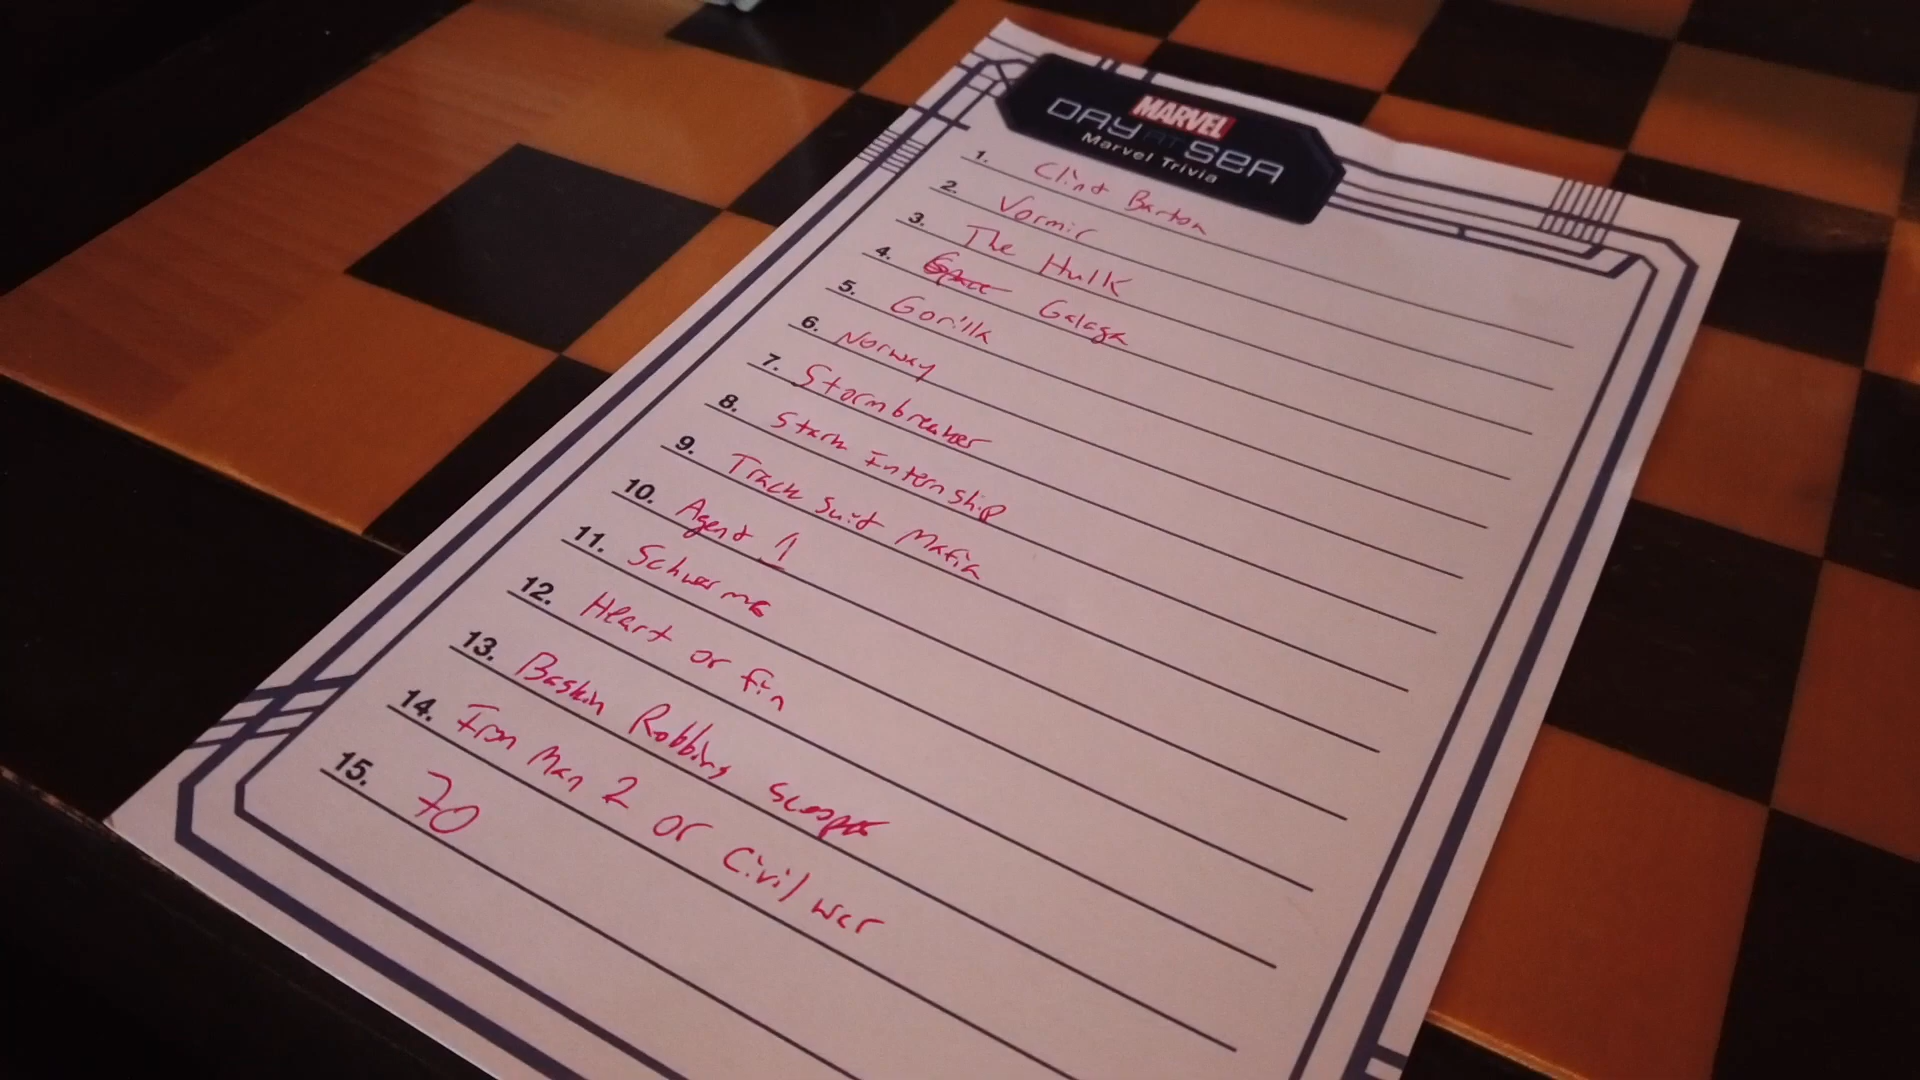 MARVEL
DAY AT SEA
Marvel Trivia
1. Clint Barton
2. Vormir
3. The Hulk
4. Galaga
5. Gorilla
6. Norway
7. Stormbreaker
8. Stark Internship
9. Track Suit Mafia
10. Agent 1
11. Schwarma
12. Heart or fin
13. Baskin Robbins
14. Iron Man 2 or Civil war
15. 70